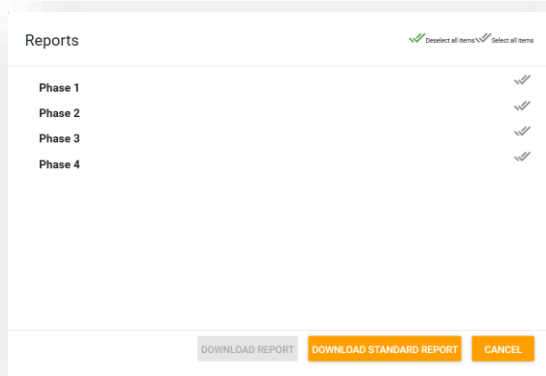 Reports
Deselect all items Select all items
Phase 1
Phase 2
Phase 3
Phase 4
DOWNLOAD REPORT DOWNLOAD STANDARD REPORT CANCEL